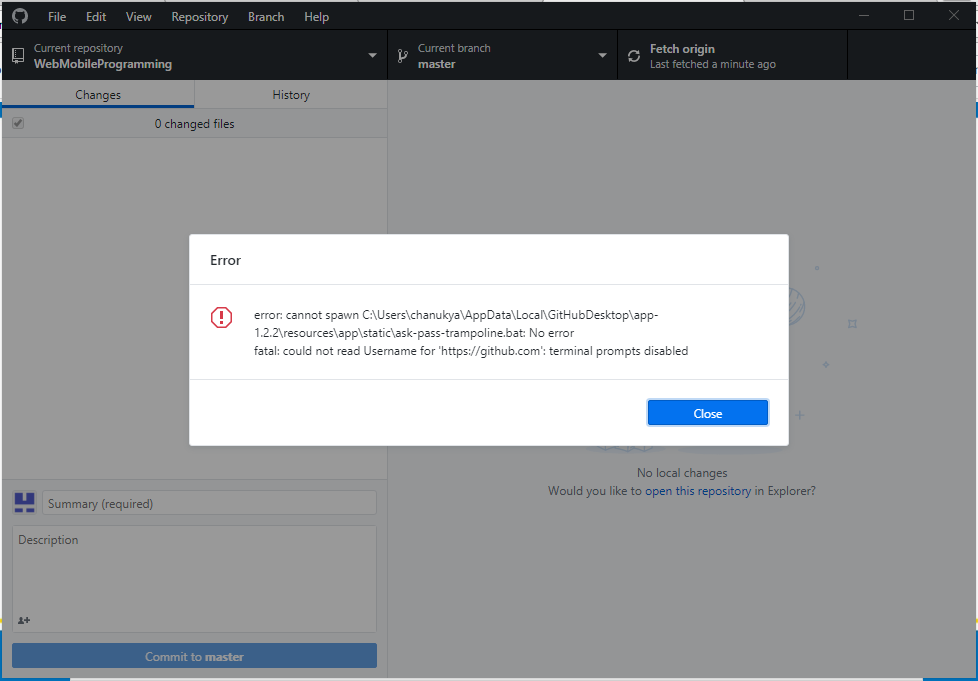 File Edit View Repository Branch Help
Current repository
WebMobileProgramming
Current branch
master
Fetch origin
Last fetched a minute ago
Changes
History
0 changed files
Error
error: cannot spawn C:\Users\chanukya\AppData\Local\GitHubDesktop\app-
1.2.2\resources\app\static\ask-pass-trampoline.bat: No error
fatal: could not read Username for 'https://github.com': terminal prompts disabled
Close
No local changes
Would you like to open this repository in Explorer?
Summary (required)
Description
Commit to master